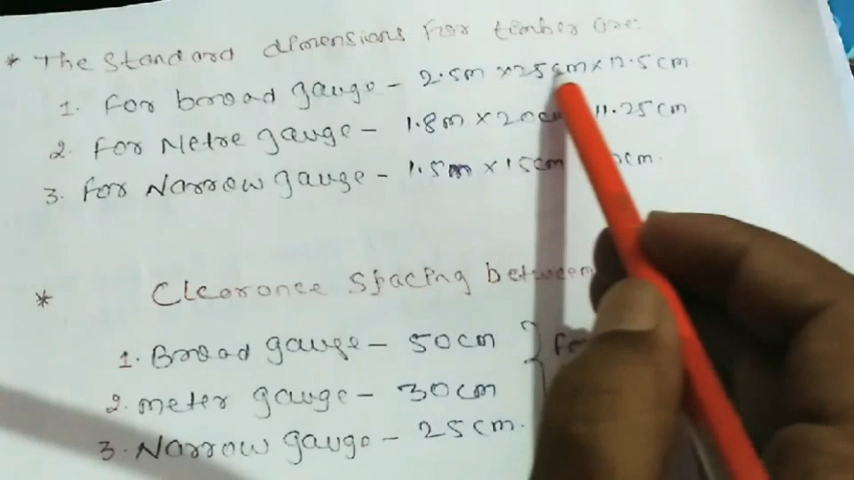 * The standard dimensions for timber are:
1. For broad gauge - 2.5m × 25cm × 12.5cm
2. For Metre gauge - 1.8m × 20cm 11.25cm
3. For Narrow gauge - 1.5m × 15cm cm.
* Clearance spacing between
1. Broad gauge - 50cm
2. meter gauge - 30cm
3. Narrow gauge - 25cm.